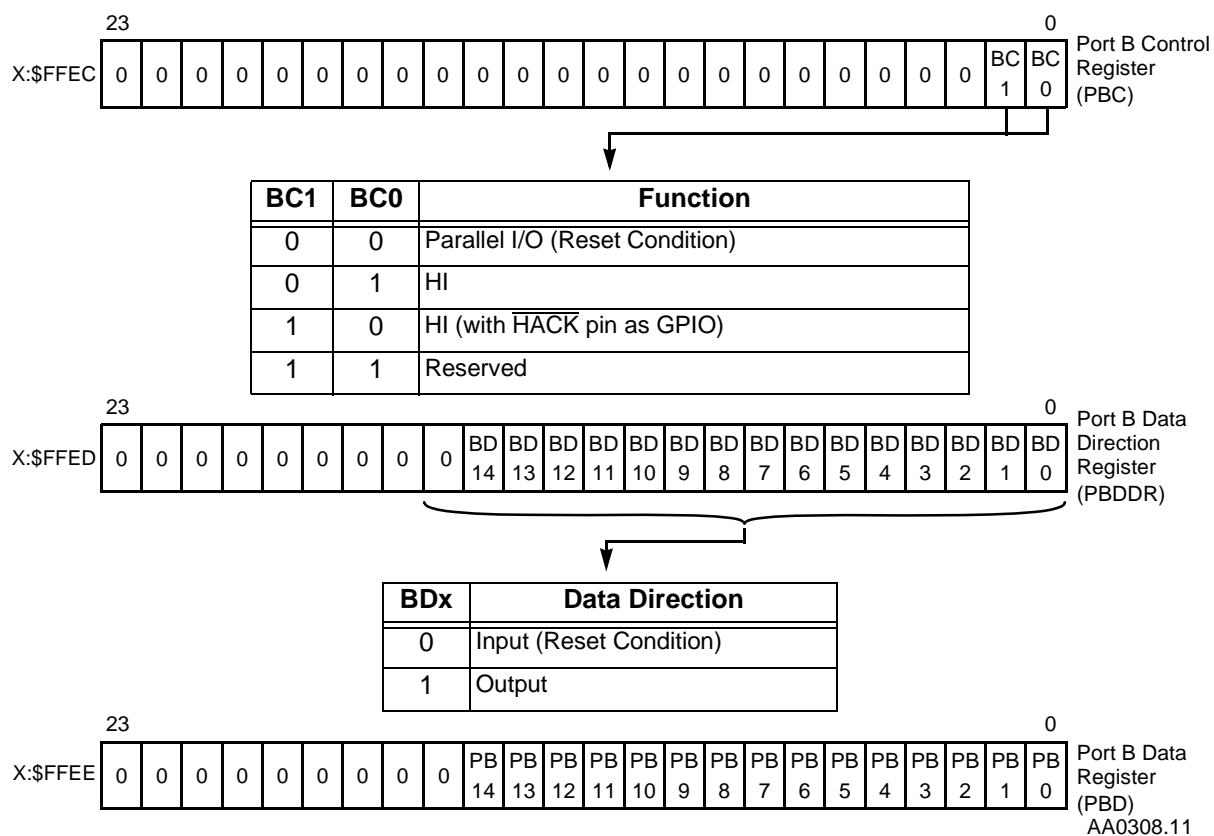 23 0
X:$FFEC 0 0 0 0 0 0 0 0 0 0 0 0 0 0 0 0 0 0 0 0 0 0 BC 1 BC 0 Port B Control Register (PBC)
BC1 BC0 Function
0 0 Parallel I/O (Reset Condition)
0 1 HI
1 0 HI (with HACK pin as GPIO)
1 1 Reserved
23 0
X:$FFED 0 0 0 0 0 0 0 0 0 BD 14 BD 13 BD 12 BD 11 BD 10 BD 9 BD 8 BD 7 BD 6 BD 5 BD 4 BD 3 BD 2 BD 1 BD 0 Port B Data Direction Register (PBDDR)
BDx Data Direction
0 Input (Reset Condition)
1 Output
23 0
X:$FFEE 0 0 0 0 0 0 0 0 0 PB 14 PB 13 PB 12 PB 11 PB 10 PB 9 PB 8 PB 7 PB 6 PB 5 PB 4 PB 3 PB 2 PB 1 PB 0 Port B Data Register (PBD)
AA0308.11